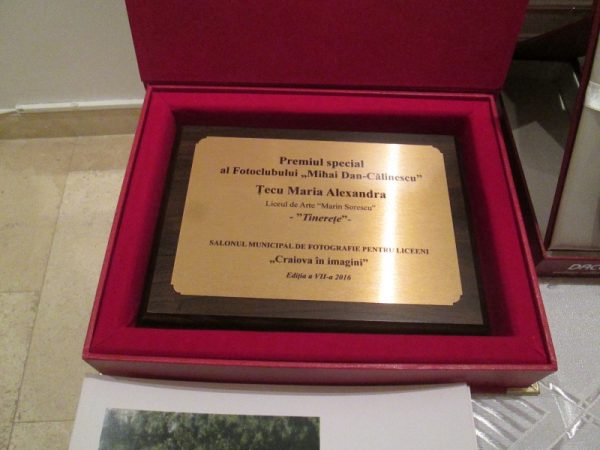 Premiul special
al Fotoclubului „Mihai Dan-Călinescu”
Țecu Maria Alexandra
Liceul de Arte "Marin Sorescu"
- ”Tinerețe”-
SALONUL MUNICIPAL DE FOTOGRAFIE PENTRU LICEENI
„Craiova în imagini”
Ediția a VII-a 2016